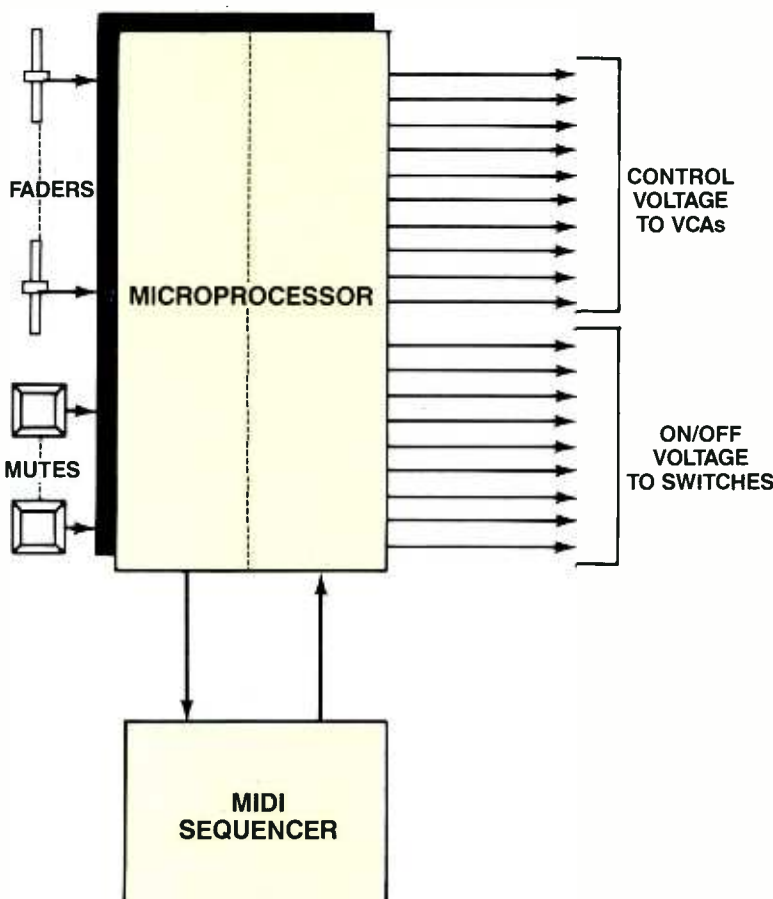 FADERS
MICROPROCESSOR
MUTES
CONTROL
VOLTAGE
TO VCAs
ON/OFF
VOLTAGE
TO SWITCHES
MIDI
SEQUENCER